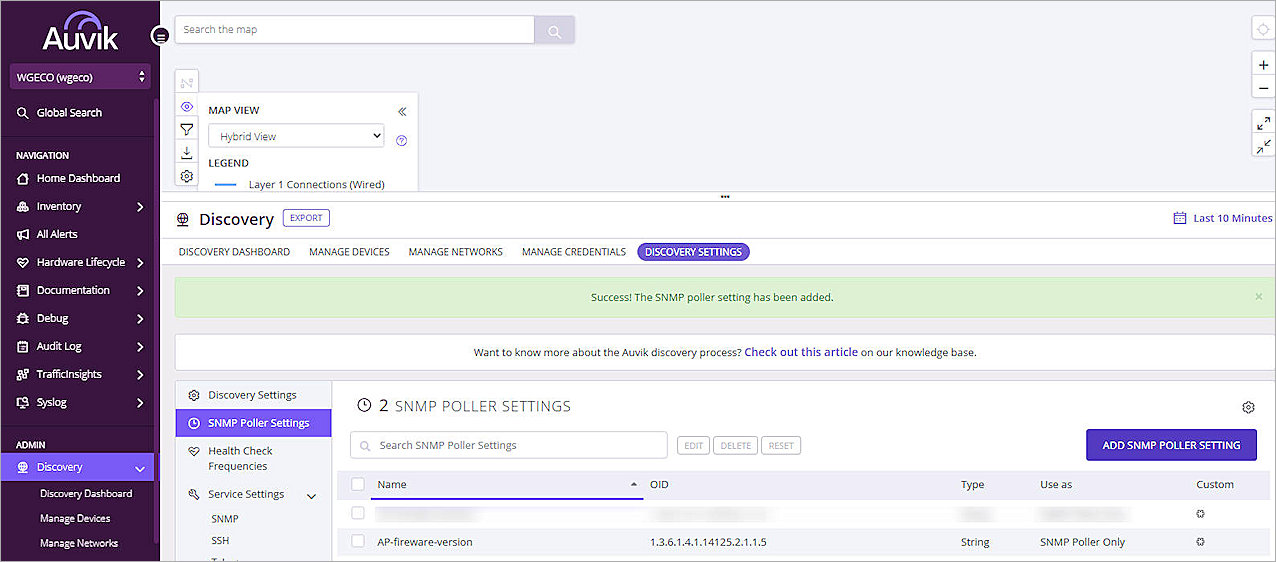 Auvik
WGECO (wgeco)
Global Search
NAVIGATION
Home Dashboard
Inventory
All Alerts
Hardware Lifecycle
Documentation
Debug
Audit Log
TrafficInsights
Syslog
ADMIN
Discovery
Discovery Dashboard
Manage Devices
Manage Networks
Search the map
MAP VIEW
Hybrid View
LEGEND
Layer 1 Connections (Wired)
Discovery EXPORT
Last 10 Minutes
DISCOVERY DASHBOARD MANAGE DEVICES MANAGE NETWORKS MANAGE CREDENTIALS DISCOVERY SETTINGS
Success! The SNMP poller setting has been added.
Want to know more about the Auvik discovery process? Check out this article on our knowledge base.
Discovery Settings
SNMP Poller Settings
Health Check
Frequencies
Service Settings
SNMP
SSH
2 SNMP POLLER SETTINGS
Search SNMP Poller Settings
EDIT DELETE RESET
ADD SNMP POLLER SETTING
Name OID Type Use as Custom
AP-fireware-version 1.3.6.1.4.1.14125.2.1.1.5 String SNMP Poller Only